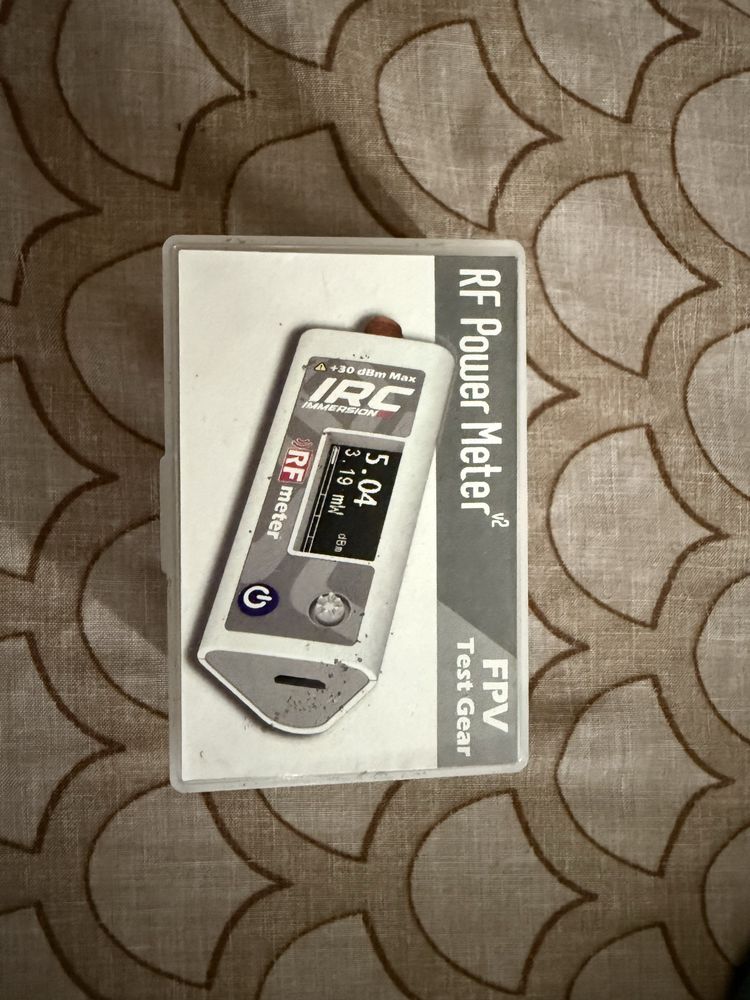 RF Power Meter v2
FPV
Test Gear
⚠ +30 dBm Max
IRC
IMMERSIONRC
5.04
dBm
3.19 mW
RF meter